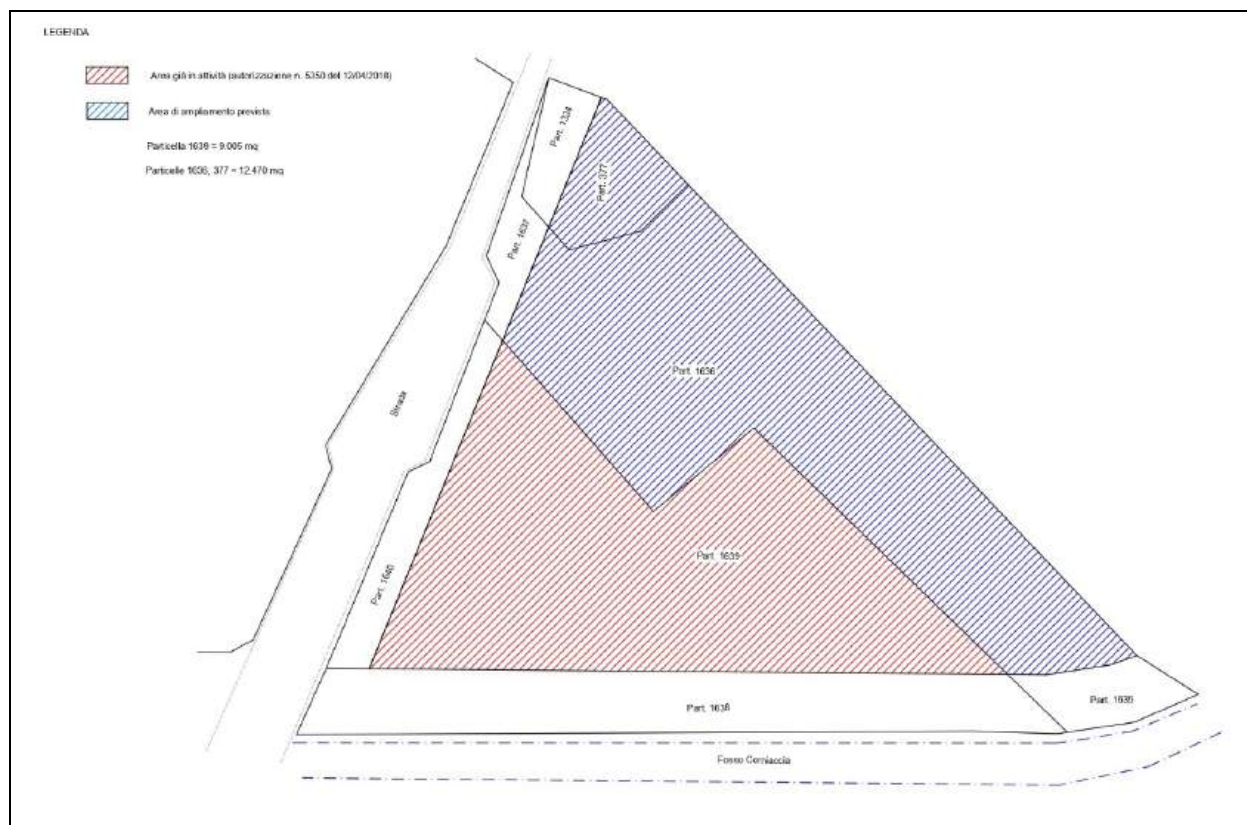 LEGENDA
Area già in attività (autorizzazione n. 5350 del 12/04/2018)
Area di ampliamento prevista
Particella 1639 = 9.005 mq
Particelle 1636, 377 = 12.470 mq
Part. 1324
Part. 377
Part. 1637
Part. 1636
Strada
Part. 1639
Part. 1640
Part. 1635
Part. 1638
Fosso Corniaccia